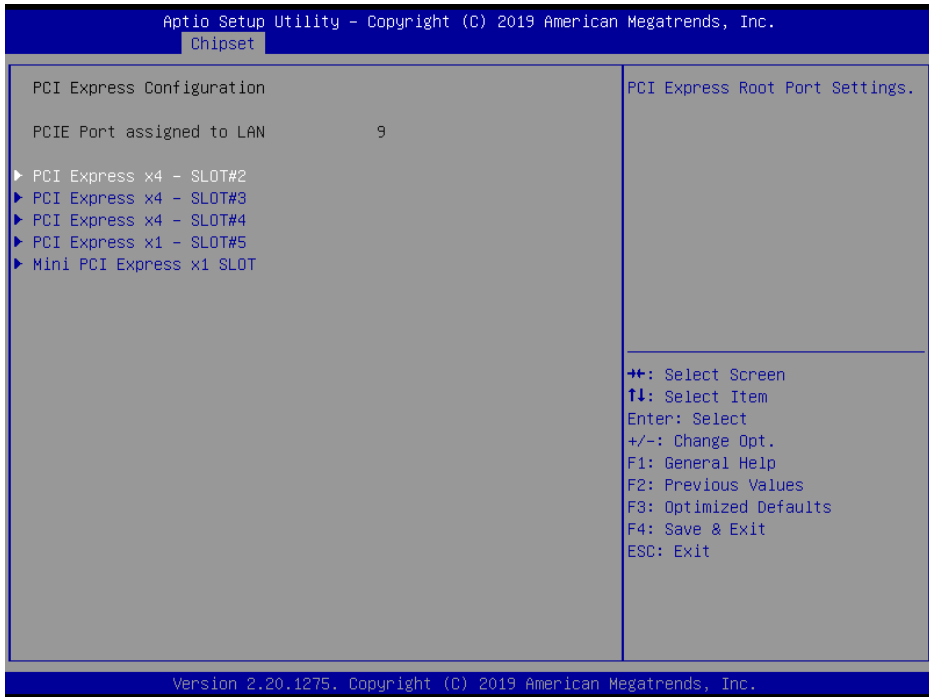 Aptio Setup Utility – Copyright (C) 2019 American Megatrends, Inc.
Chipset
PCI Express Configuration
PCIE Port assigned to LAN 9
▶ PCI Express x4 – SLOT#2
▶ PCI Express x4 – SLOT#3
▶ PCI Express x4 – SLOT#4
▶ PCI Express x1 – SLOT#5
▶ Mini PCI Express x1 SLOT
PCI Express Root Port Settings.
→←: Select Screen
↑↓: Select Item
Enter: Select
+/-: Change Opt.
F1: General Help
F2: Previous Values
F3: Optimized Defaults
F4: Save & Exit
ESC: Exit
Version 2.20.1275. Copyright (C) 2019 American Megatrends, Inc.